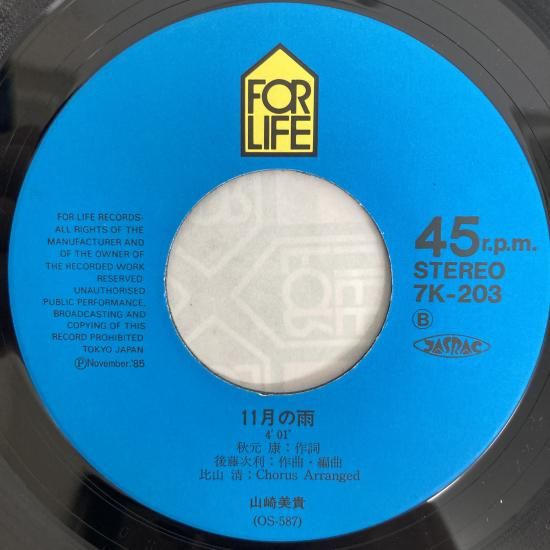 FOR
LIFE
FOR LIFE RECORDS-
ALL RIGHTS OF THE
MANUFACTURER AND
OF THE OWNER OF
THE RECORDED WORK
RESERVED
UNAUTHORISED
PUBLIC PERFORMANCE,
BROADCASTING AND
COPYING OF THIS
RECORD PROHIBITED
TOKYO JAPAN
ⓅNovember.'85
45r.p.m.
STEREO
7K-203
Ⓑ
JASRAC
11月の雨
4'01"
秋元 康；作詞
後藤次利；作曲・編曲
比山 清；Chorus Arranged
山崎美貴
(OS-587)